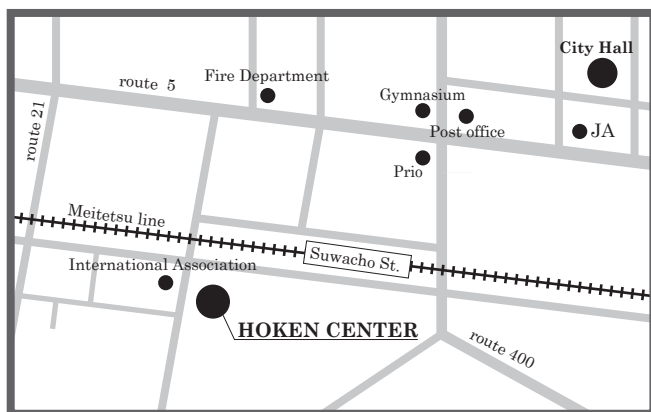 City Hall
Fire Department
route 5
Gymnasium
route 21
Post office
JA
Prio
Meitetsu line
Suwacho St.
International Association
HOKEN CENTER
route 400